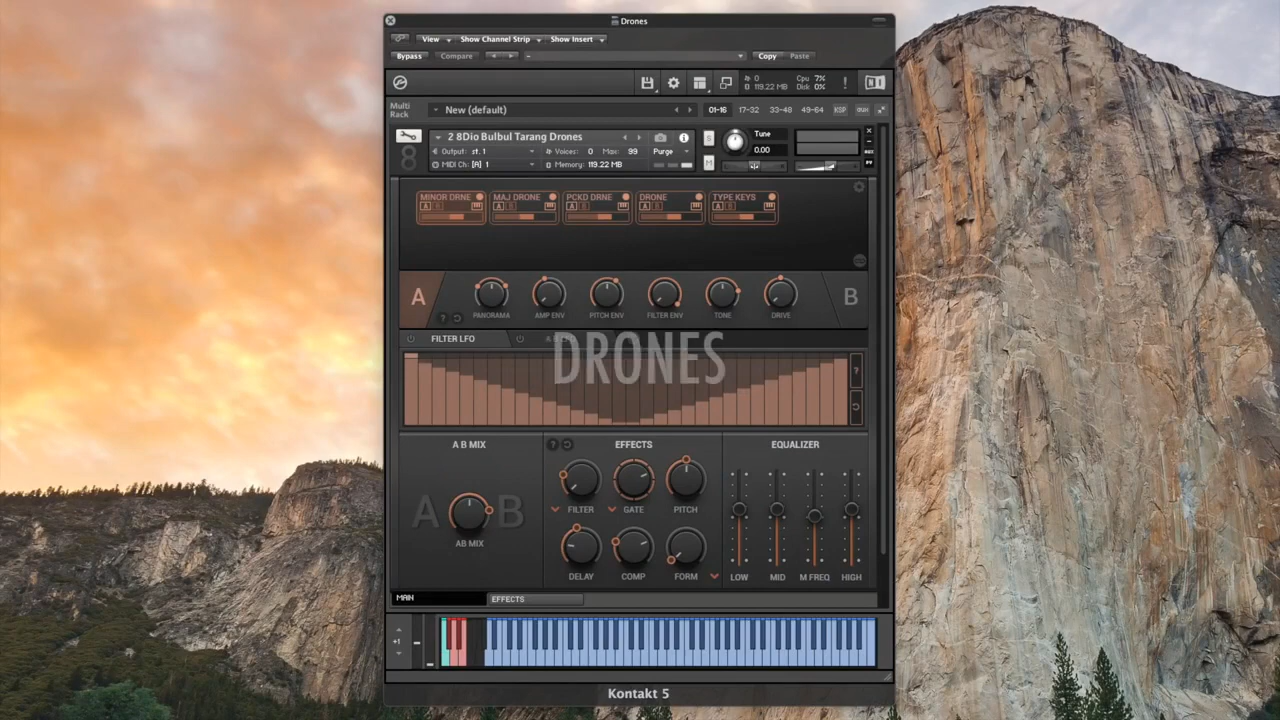 Drones
View Show Channel Strip Show Insert
Bypass Compare - Copy Paste
0 119.22 MB Cpu 7% Disk 0% !
Multi Rack
New (default) 01-16 17-32 33-48 49-64 KSP
2 8Dio Bulbul Tarang Drones
Output: st. 1 Voices: 0 Max: 99 Purge
MIDI Ch: [A] 1 Memory: 119.22 MB
S M Tune 0.00
MINOR DRNE MAJ DRONE PCKD DRNE DRONE TYPE KEYS
A B A B A B A B A B
A PANORAMA AMP ENV PITCH ENV FILTER ENV TONE DRIVE B
FILTER LFO
DRONES
A B MIX EFFECTS EQUALIZER
A B
AB MIX
FILTER GATE PITCH
DELAY COMP FORM
LOW MID M FREQ HIGH
MAIN EFFECTS
+1
Kontakt 5